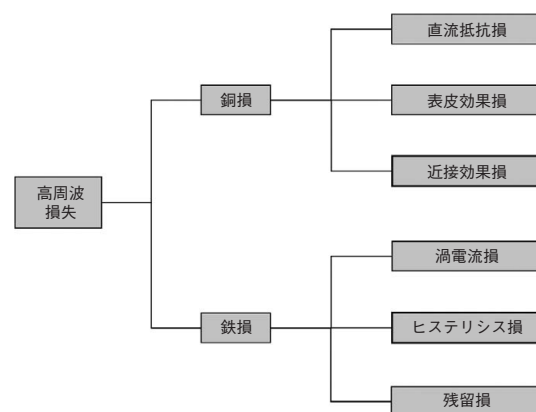 直流抵抗損
銅損
表皮効果損
近接効果損
高周波
損失
渦電流損
鉄損
ヒステリシス損
残留損